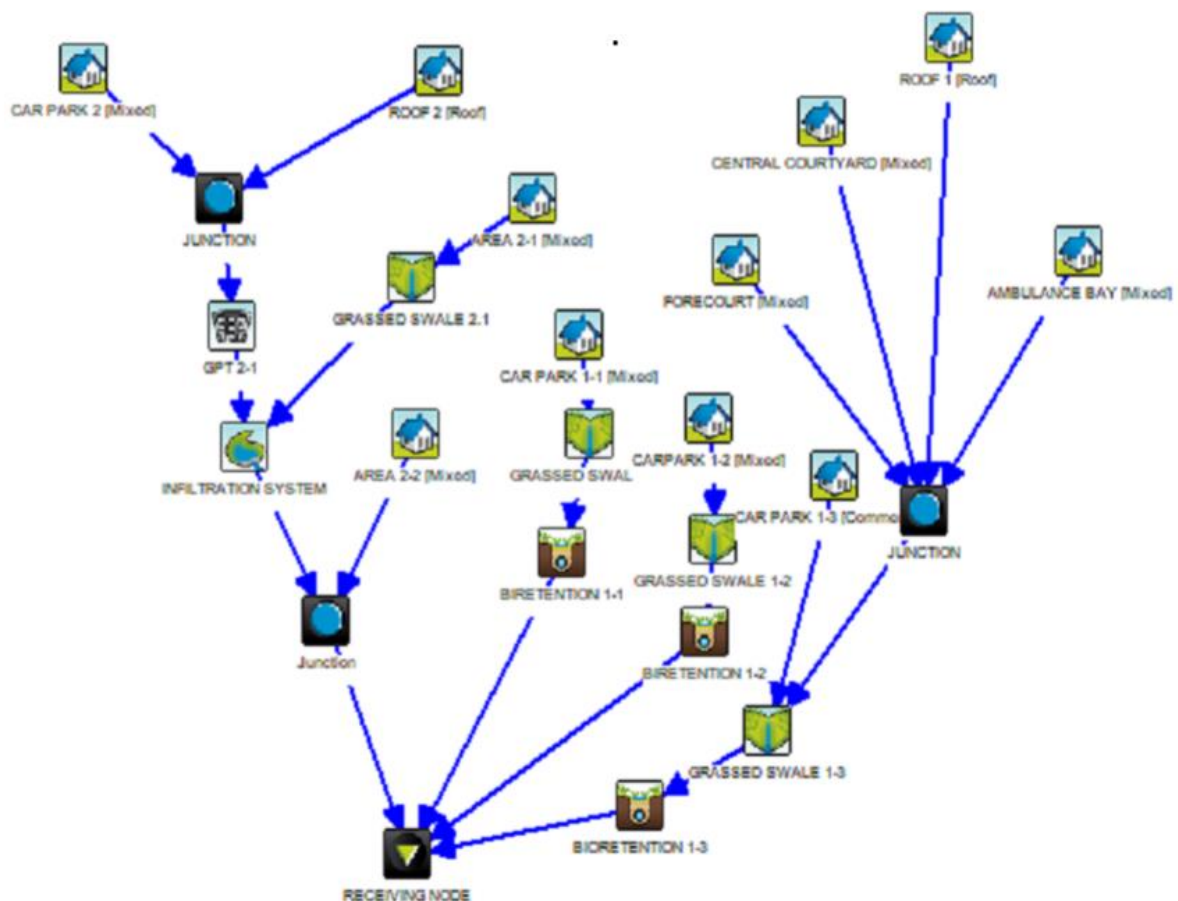 ROOF 1 [Roof]
CAR PARK 2 [Mixed]
ROOF 2 [Roof]
CENTRAL COURTYARD [Mixed]
JUNCTION
AREA 2-1 [Mixed]
FORECOURT [Mixed]
AMBULANCE BAY [Mixed]
GRASSED SWALE 2.1
GPT 2-1
CAR PARK 1-1 [Mixed]
CARPARK 1-2 [Mixed]
AREA 2-2 [Mixed]
GRASSED SWAL
INFILTRATION SYSTEM
CAR PARK 1-3 [Comme
JUNCTION
GRASSED SWALE 1-2
BIRETENTION 1-1
Junction
BIRETENTION 1-2
GRASSED SWALE 1-3
BIORETENTION 1-3
RECEIVING NODE